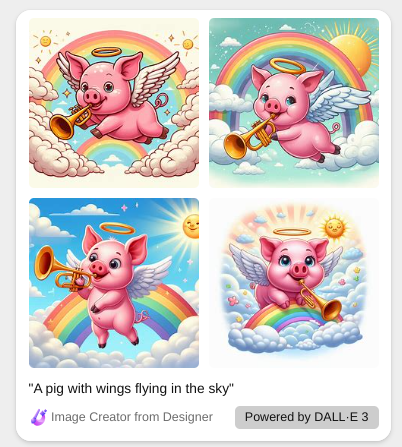 "A pig with wings flying in the sky"
Image Creator from Designer
Powered by DALL·E 3